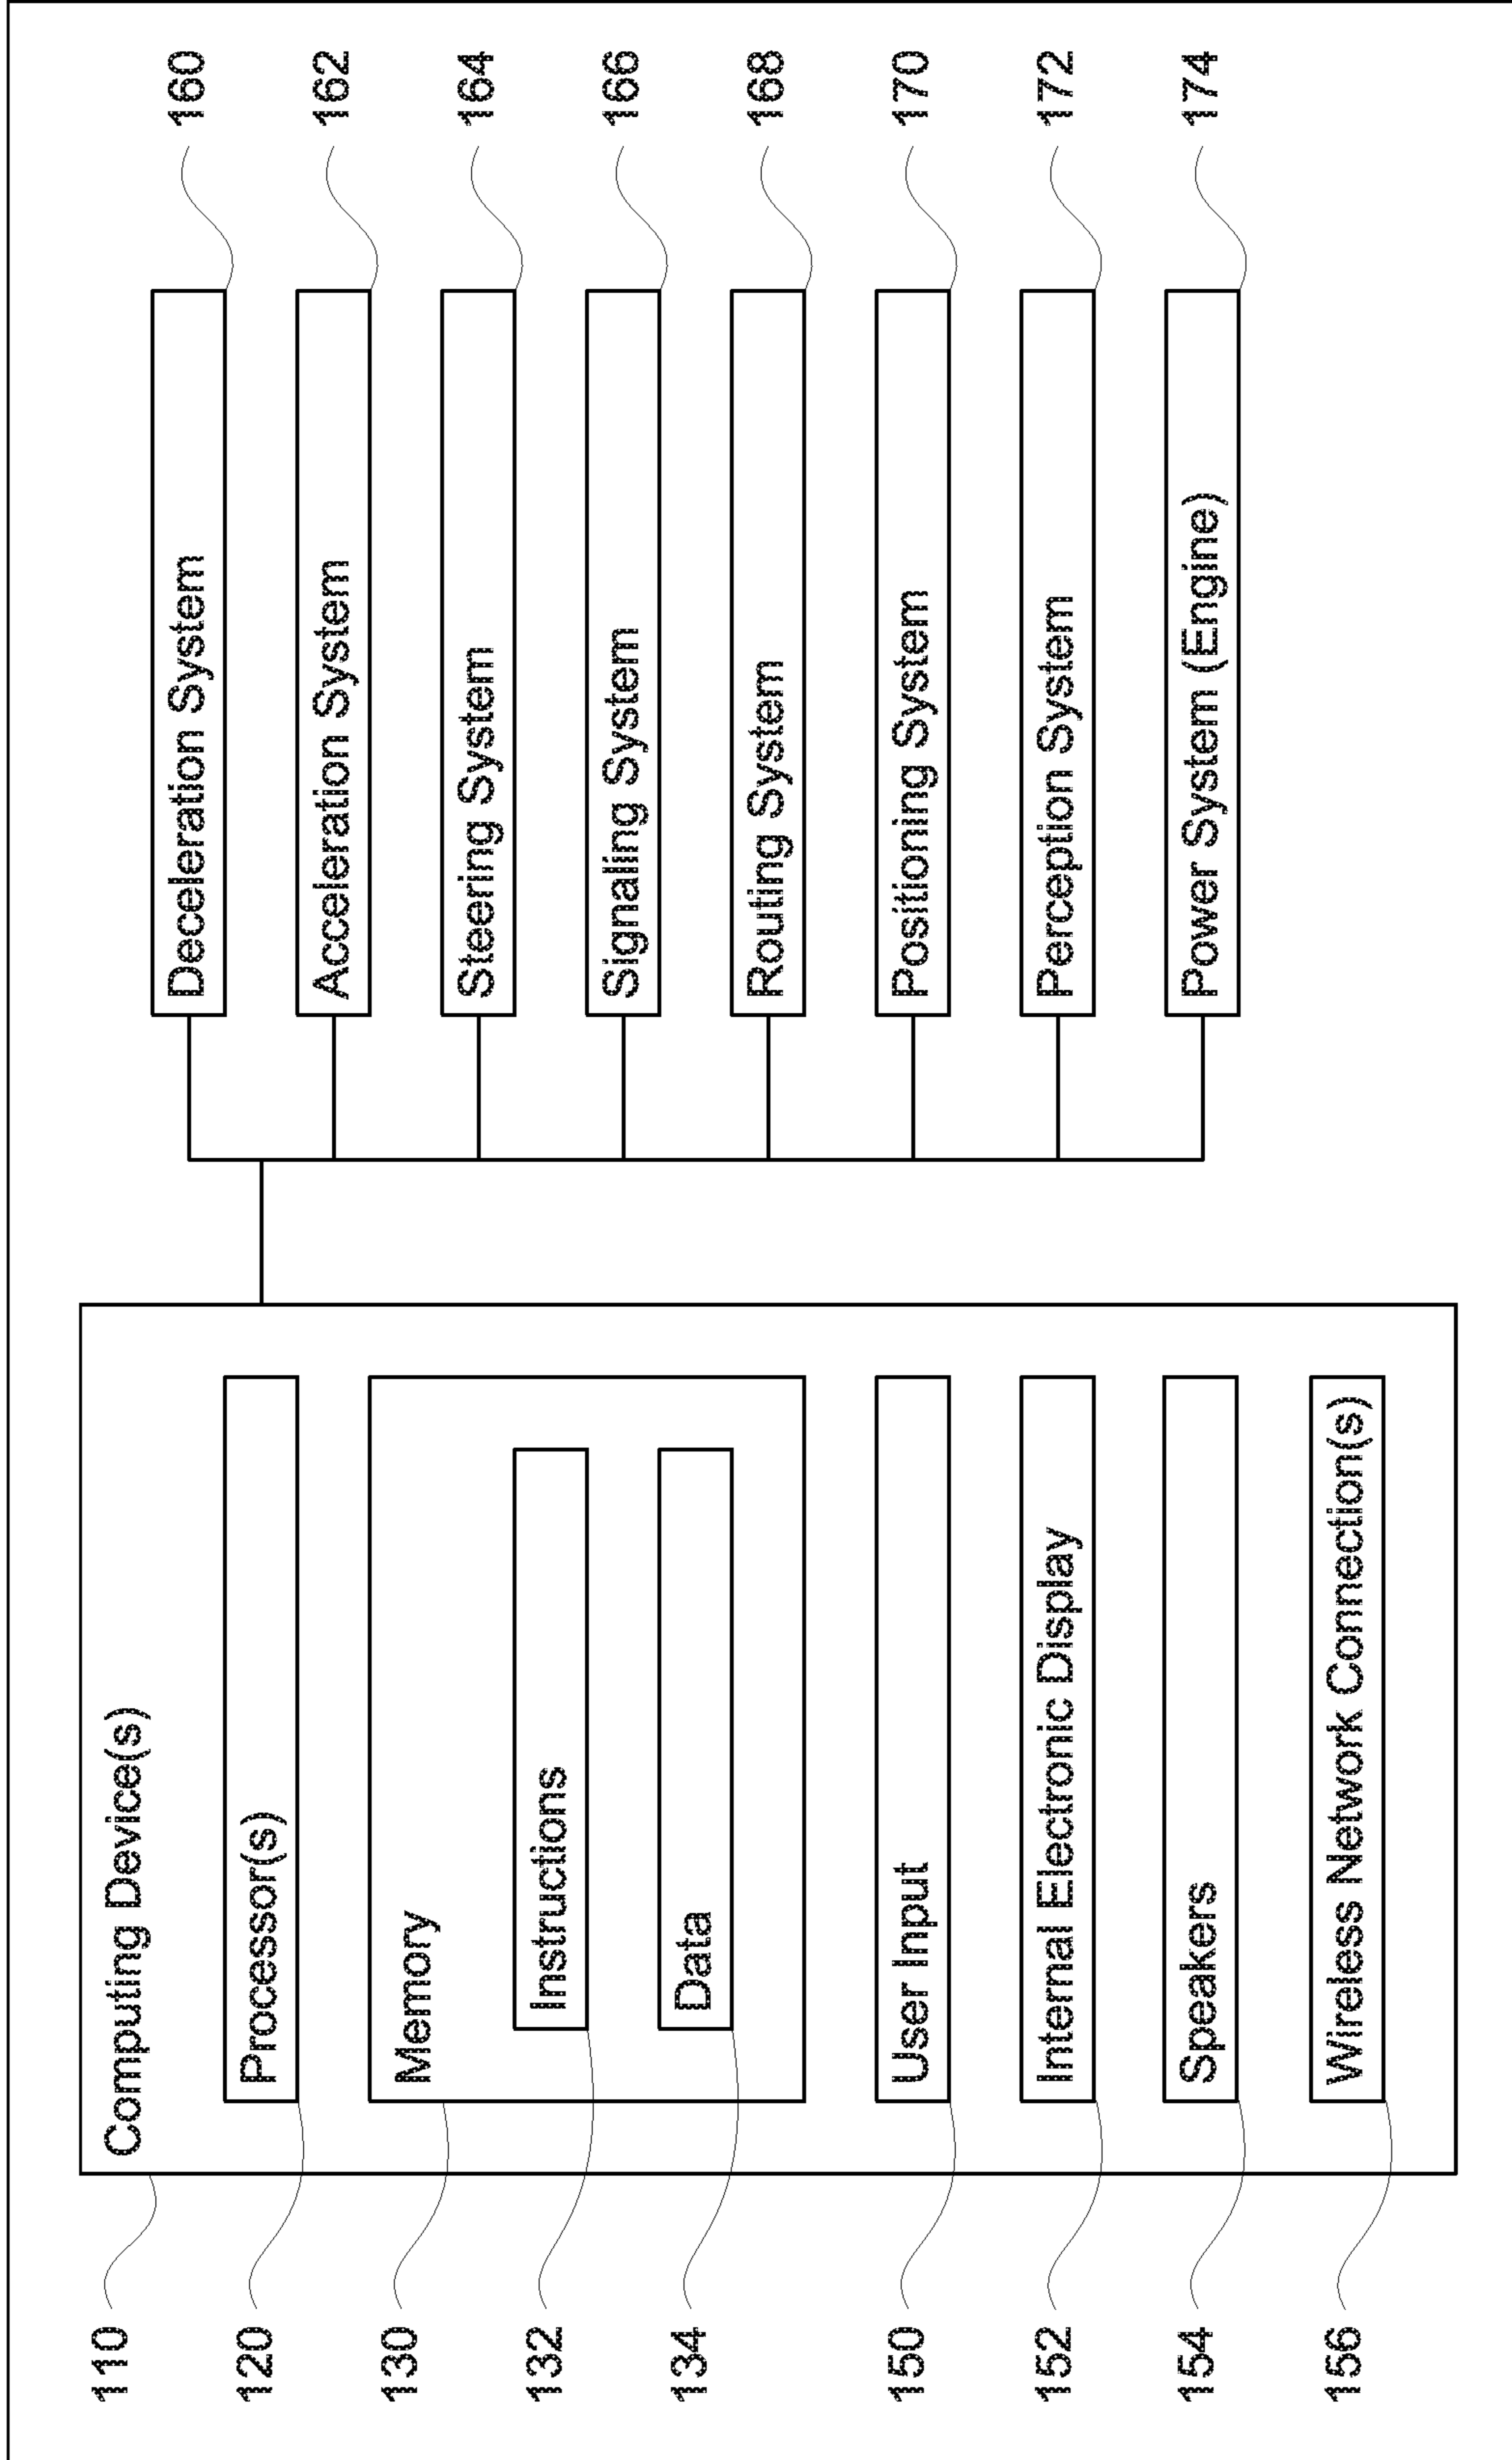 110
Computing Device(s)
120
Processor(s)
130
Memory
132
Instructions
134
Data
150
User Input
152
Internal Electronic Display
154
Speakers
156
Wireless Network Connection(s)
Deceleration System
160
Acceleration System
162
Steering System
164
Signaling System
166
Routing System
168
Positioning System
170
Perception System
172
Power System (Engine)
174